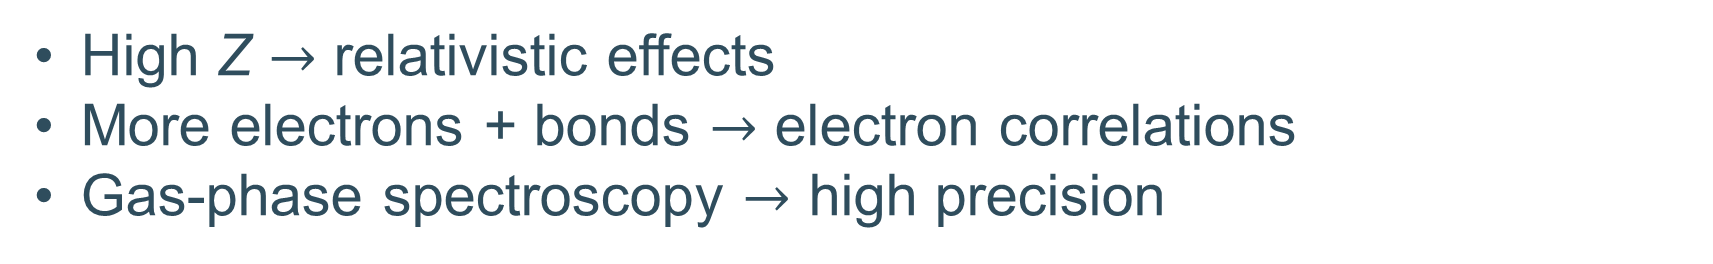 • High Z → relativistic effects
• More electrons + bonds → electron correlations
• Gas-phase spectroscopy → high precision